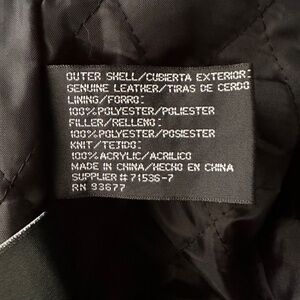 OUTER SHELL/CUBIERTA EXTERIOR:
GENUINE LEATHER/TIRAS DE CERDO
LINING/FORRO:
100%POLYESTER/POLIESTER
FILLER/RELLENO:
100%POLYESTER/POSIESTER
KNIT/TEJIDO:
100%ACRYLIC/ACRILICO
MADE IN CHINA/HECHO EN CHINA
SUPPLIER# 71536-7
RN 93677